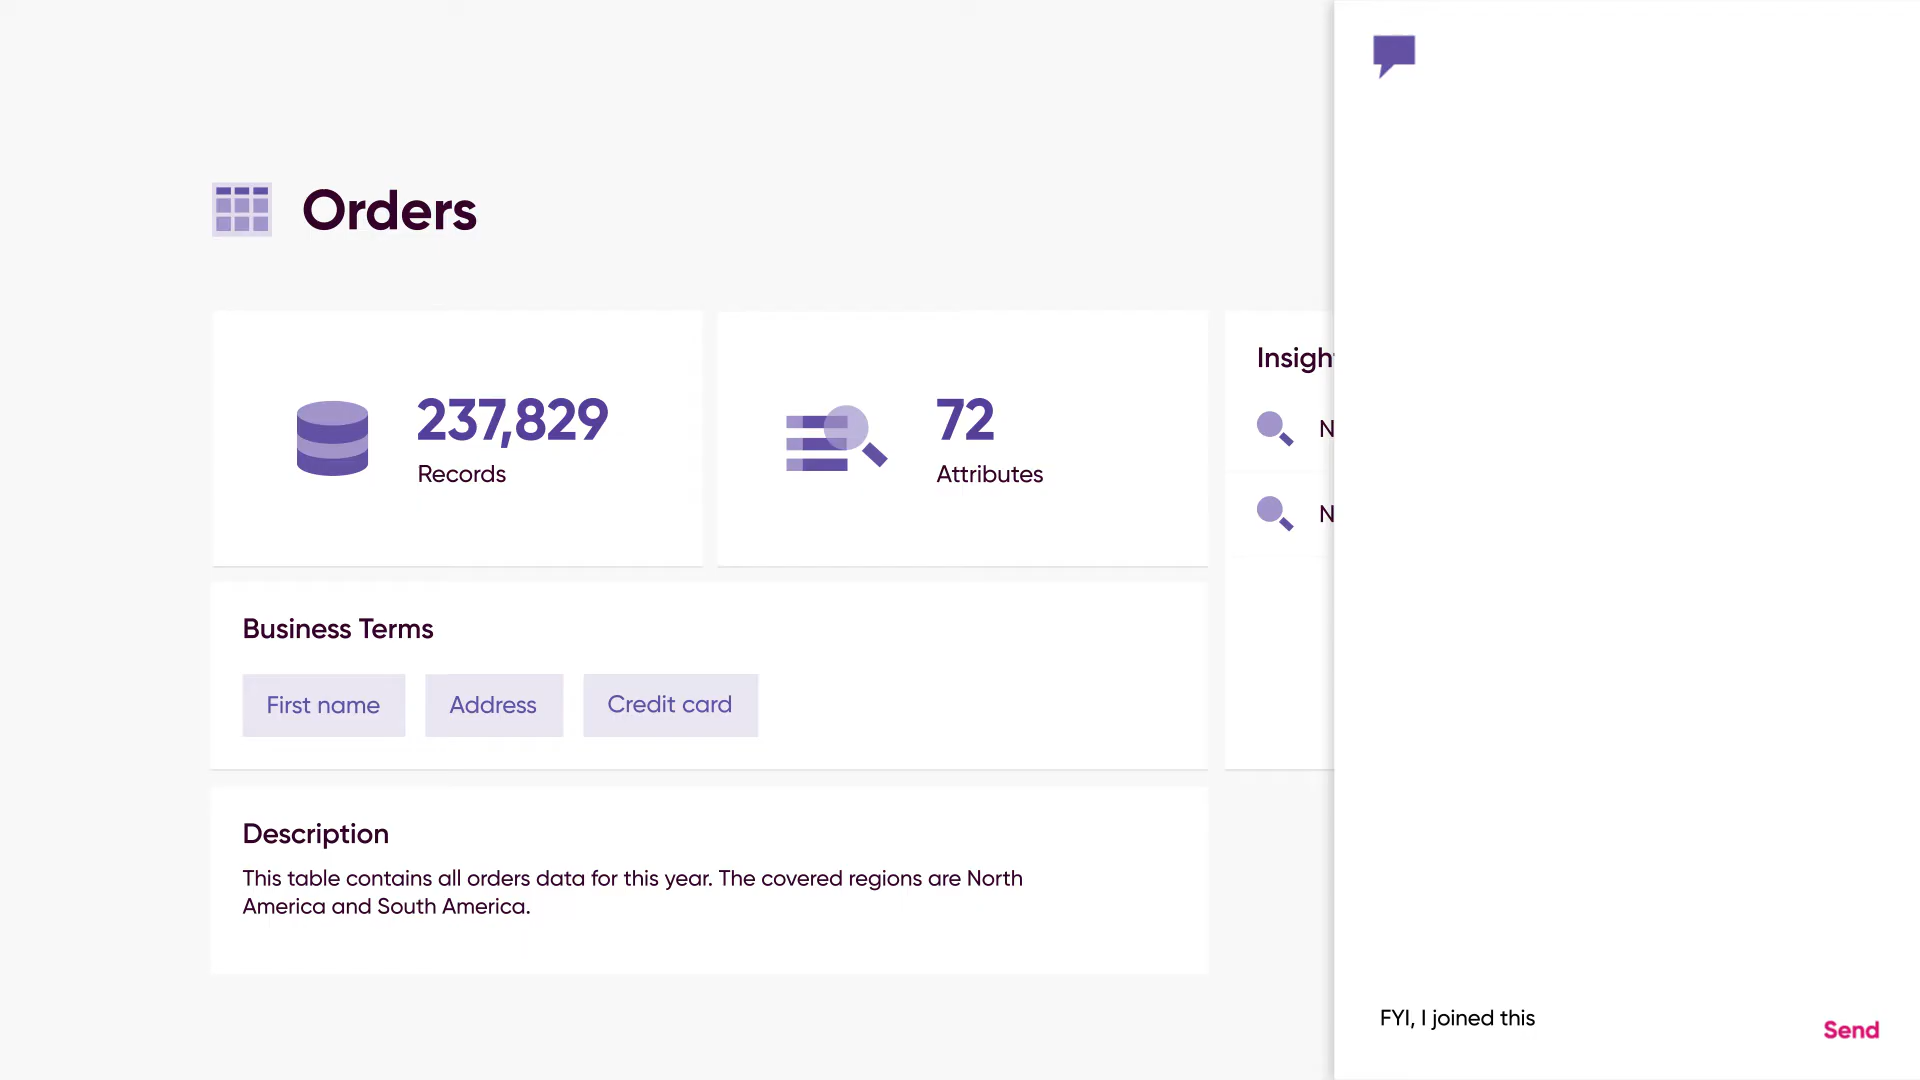 Orders
237,829
Records
72
Attributes
Insigh
N
N
Business Terms
First name
Address
Credit card
Description
This table contains all orders data for this year. The covered regions are North
America and South America.
FYI, I joined this
Send